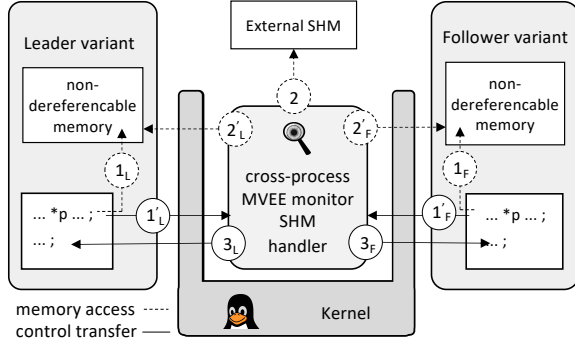 Leader variant
External SHM
Follower variant
non-
dereferencable
memory
non-
dereferencable
memory
2
2'L
2'F
1L
1F
cross-process
MVEE monitor
SHM
handler
... *p ... ;
... ;
1'L
1'F
... *p ... ;
... ;
3L
3F
memory access
control transfer
Kernel